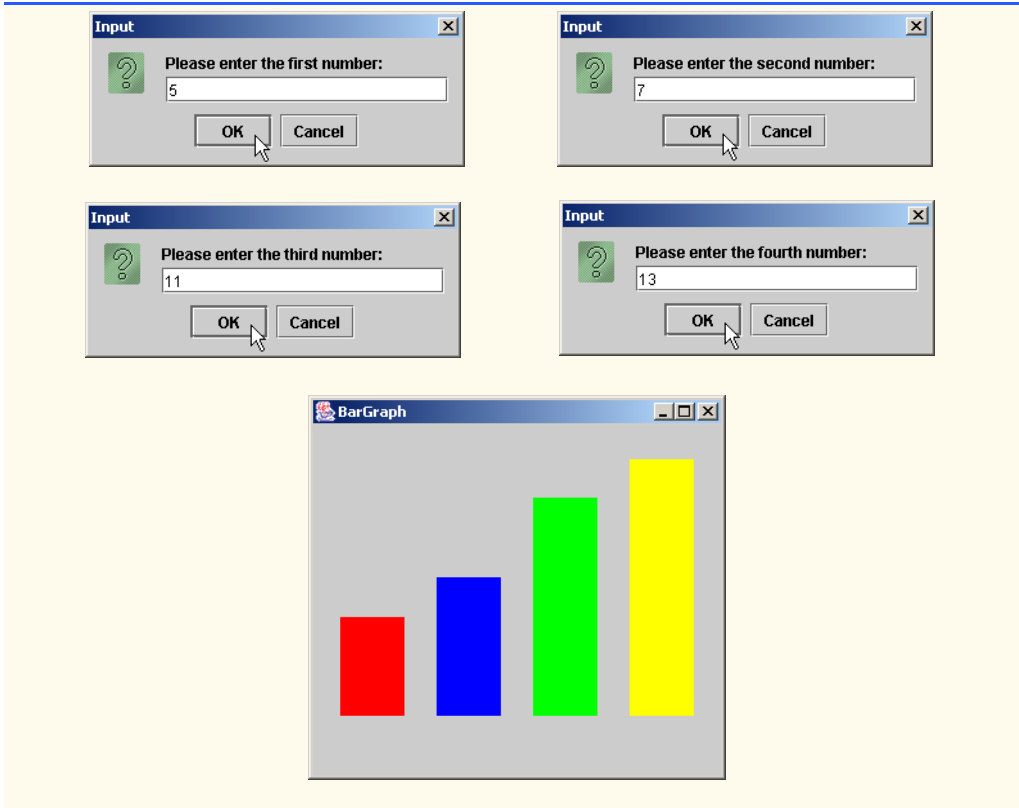 Input
Please enter the first number:
5
OK Cancel
Input
Please enter the second number:
7
OK Cancel
Input
Please enter the third number:
11
OK Cancel
Input
Please enter the fourth number:
13
OK Cancel
BarGraph